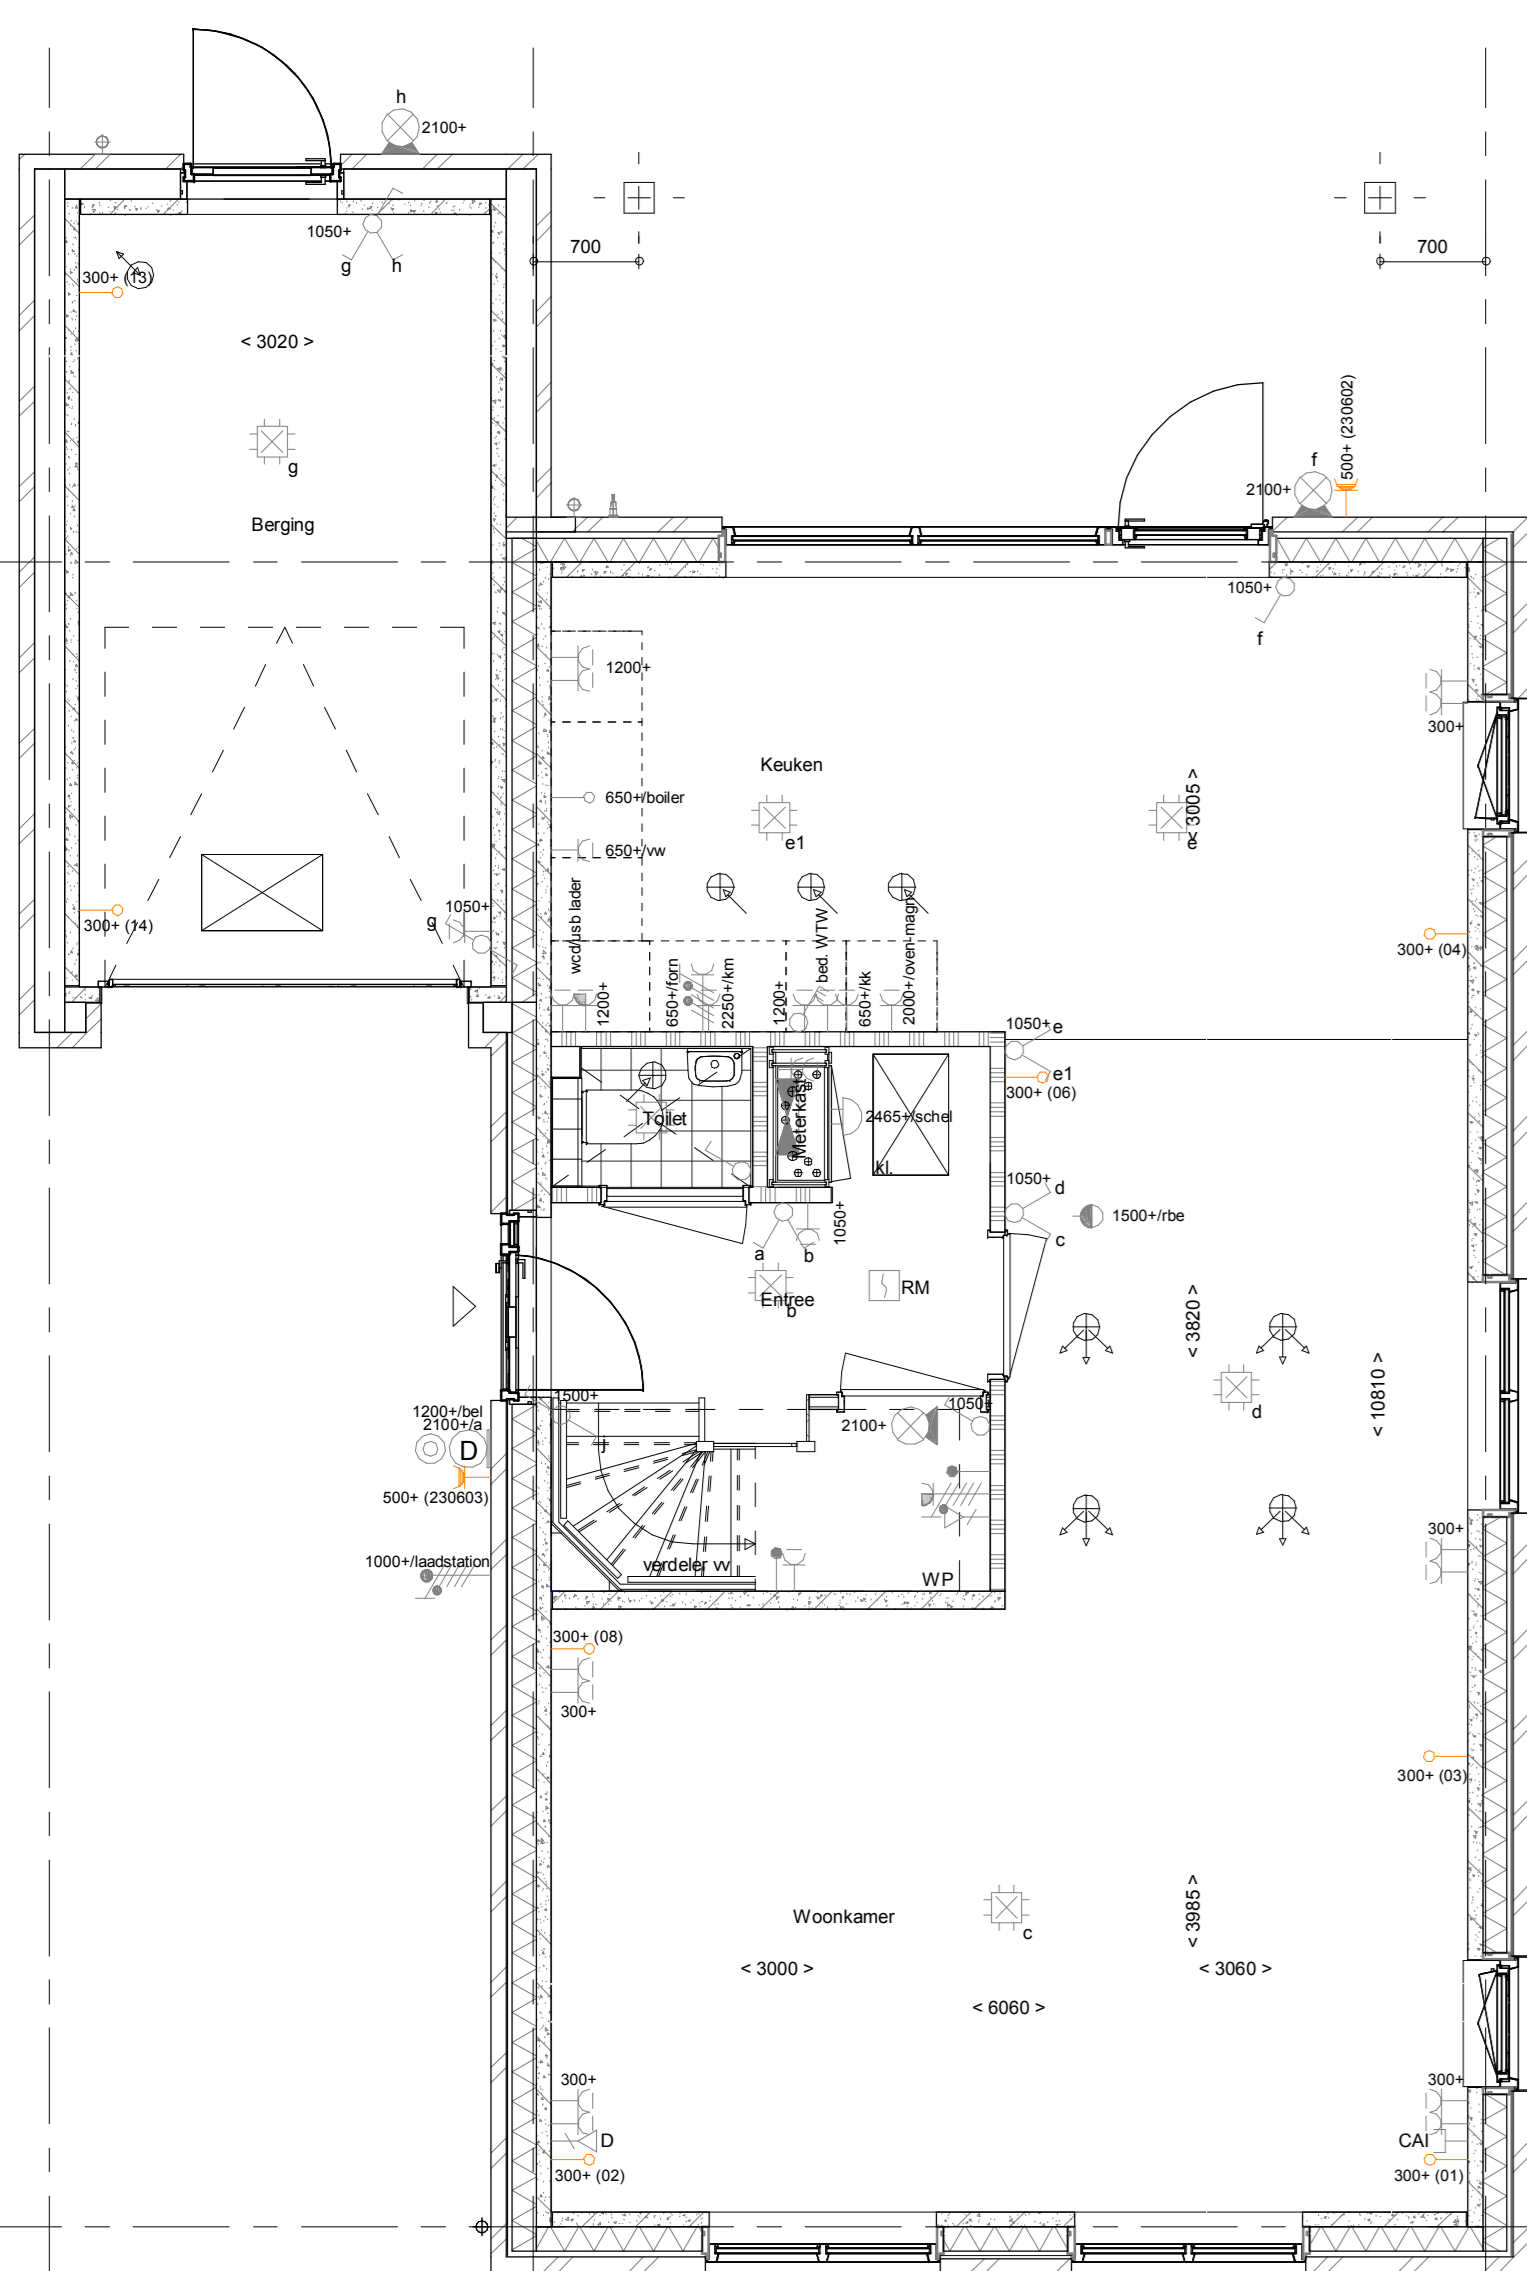 h
2100+
1050+
g
h
700
700
300+ (13)
< 3020 >
g
Berging
f
2100+
500+ (230602)
1050+
f
1200+
300+
Keuken
e1
< 3005 >
e
650+/boiler
650+/vw
wcd/usb lader
1050+
g
300+ (14)
300+ (04)
1200+
650+/forn
2250+/km
1200+
bed. WTW
650+/kk
2000+/oven-magn
1050+
e
e1
300+ (06)
Toilet
Meterkast
2465+/schel
kl.
1050+
d
c
1500+/rbe
a
b
1050+
Entree
b
RM
< 3820 >
< 10810 >
d
1500+
j
1200+/bel
2100+/a
D
500+ (230603)
2100+
1050+
1000+/laadstation
verdeler vv
WP
300+
300+ (08)
300+
300+ (03)
Woonkamer
c
< 3985 >
< 3000 >
< 3060 >
< 6060 >
300+
D
300+ (02)
300+
CAI
300+ (01)